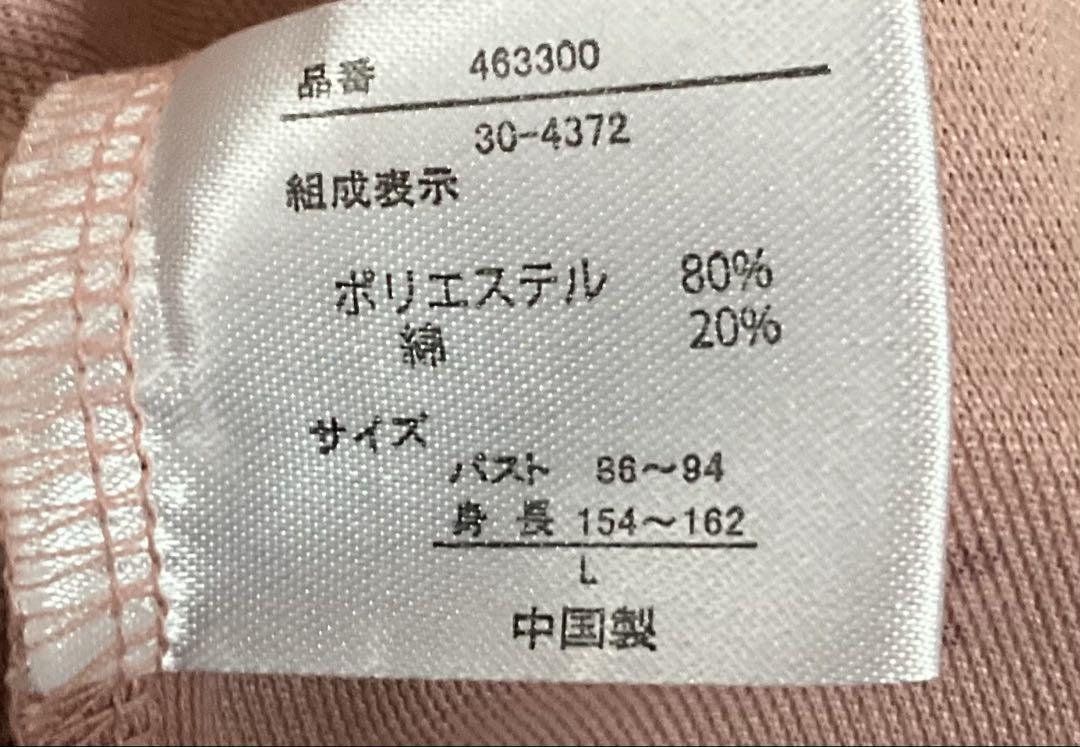 品番 463300
30-4372
組成表示
ポリエステル 80%
綿 20%
サイズ
バスト 86～94
身長 154～162
L
中国製